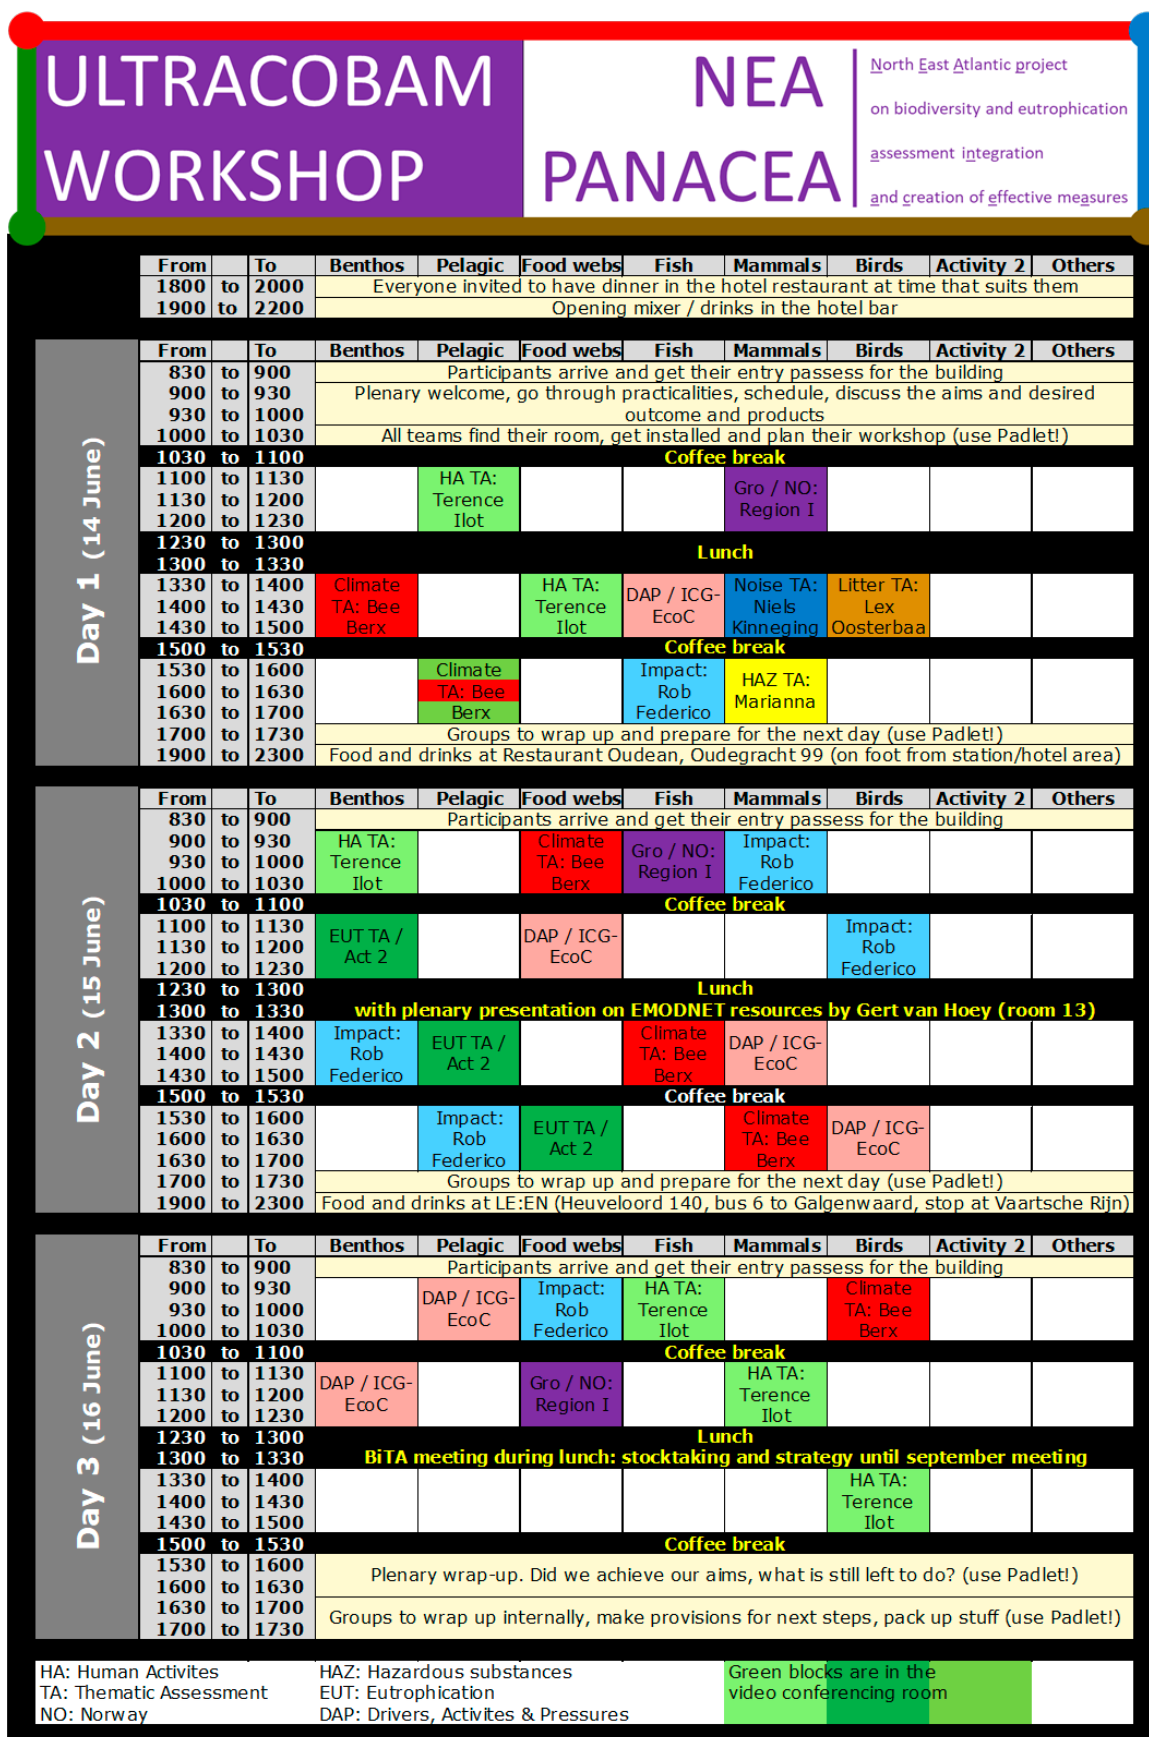 ULTRACOBAM
WORKSHOP
NEA
PANACEA
North East Atlantic project
on biodiversity and eutrophication
assessment integration
and creation of effective measures
From To Benthos Pelagic Food webs Fish Mammals Birds Activity 2 Others
1800 to 2000 Everyone invited to have dinner in the hotel restaurant at time that suits them
1900 to 2200 Opening mixer / drinks in the hotel bar
Day 1 (14 June)
From To Benthos Pelagic Food webs Fish Mammals Birds Activity 2 Others
830 to 900 Participants arrive and get their entry passess for the building
900 to 930 Plenary welcome, go through practicalities, schedule, discuss the aims and desired
930 to 1000 outcome and products
1000 to 1030 All teams find their room, get installed and plan their workshop (use Padlet!)
1030 to 1100 Coffee break
1100 to 1130
1130 to 1200
1200 to 1230
HA TA:
Terence
Ilot
Gro / NO:
Region I
1230 to 1300
1300 to 1330
Lunch
1330 to 1400
1400 to 1430
1430 to 1500
Climate
TA: Bee
Berx
HA TA:
Terence
Ilot
DAP / ICG-
EcoC
Noise TA:
Niels
Kinneging
Litter TA:
Lex
Oosterbaa
1500 to 1530 Coffee break
1530 to 1600
1600 to 1630
1630 to 1700
Climate
TA: Bee
Berx
Impact:
Rob
Federico
HAZ TA:
Marianna
1700 to 1730 Groups to wrap up and prepare for the next day (use Padlet!)
1900 to 2300 Food and drinks at Restaurant Oudean, Oudegracht 99 (on foot from station/hotel area)
Day 2 (15 June)
From To Benthos Pelagic Food webs Fish Mammals Birds Activity 2 Others
830 to 900 Participants arrive and get their entry passess for the building
900 to 930
930 to 1000
1000 to 1030
HA TA:
Terence
Ilot
Climate
TA: Bee
Berx
Gro / NO:
Region I
Impact:
Rob
Federico
1030 to 1100 Coffee break
1100 to 1130
1130 to 1200
1200 to 1230
EUT TA /
Act 2
DAP / ICG-
EcoC
Impact:
Rob
Federico
1230 to 1300 Lunch
1300 to 1330 with plenary presentation on EMODNET resources by Gert van Hoey (room 13)
1330 to 1400
1400 to 1430
1430 to 1500
Impact:
Rob
Federico
EUT TA /
Act 2
Climate
TA: Bee
Berx
DAP / ICG-
EcoC
1500 to 1530 Coffee break
1530 to 1600
1600 to 1630
1630 to 1700
Impact:
Rob
Federico
EUT TA /
Act 2
Climate
TA: Bee
Berx
DAP / ICG-
EcoC
1700 to 1730 Groups to wrap up and prepare for the next day (use Padlet!)
1900 to 2300 Food and drinks at LE:EN (Heuveloord 140, bus 6 to Galgenwaard, stop at Vaartsche Rijn)
Day 3 (16 June)
From To Benthos Pelagic Food webs Fish Mammals Birds Activity 2 Others
830 to 900 Participants arrive and get their entry passess for the building
900 to 930
930 to 1000
1000 to 1030
DAP / ICG-
EcoC
Impact:
Rob
Federico
HA TA:
Terence
Ilot
Climate
TA: Bee
Berx
1030 to 1100 Coffee break
1100 to 1130
1130 to 1200
1200 to 1230
DAP / ICG-
EcoC
Gro / NO:
Region I
HA TA:
Terence
Ilot
1230 to 1300 Lunch
1300 to 1330 BiTA meeting during lunch: stocktaking and strategy until september meeting
1330 to 1400
1400 to 1430
1430 to 1500
HA TA:
Terence
Ilot
1500 to 1530 Coffee break
1530 to 1600
1600 to 1630
Plenary wrap-up. Did we achieve our aims, what is still left to do? (use Padlet!)
1630 to 1700
1700 to 1730
Groups to wrap up internally, make provisions for next steps, pack up stuff (use Padlet!)
HA: Human Activites
TA: Thematic Assessment
NO: Norway
HAZ: Hazardous substances
EUT: Eutrophication
DAP: Drivers, Activites & Pressures
Green blocks are in the
video conferencing room